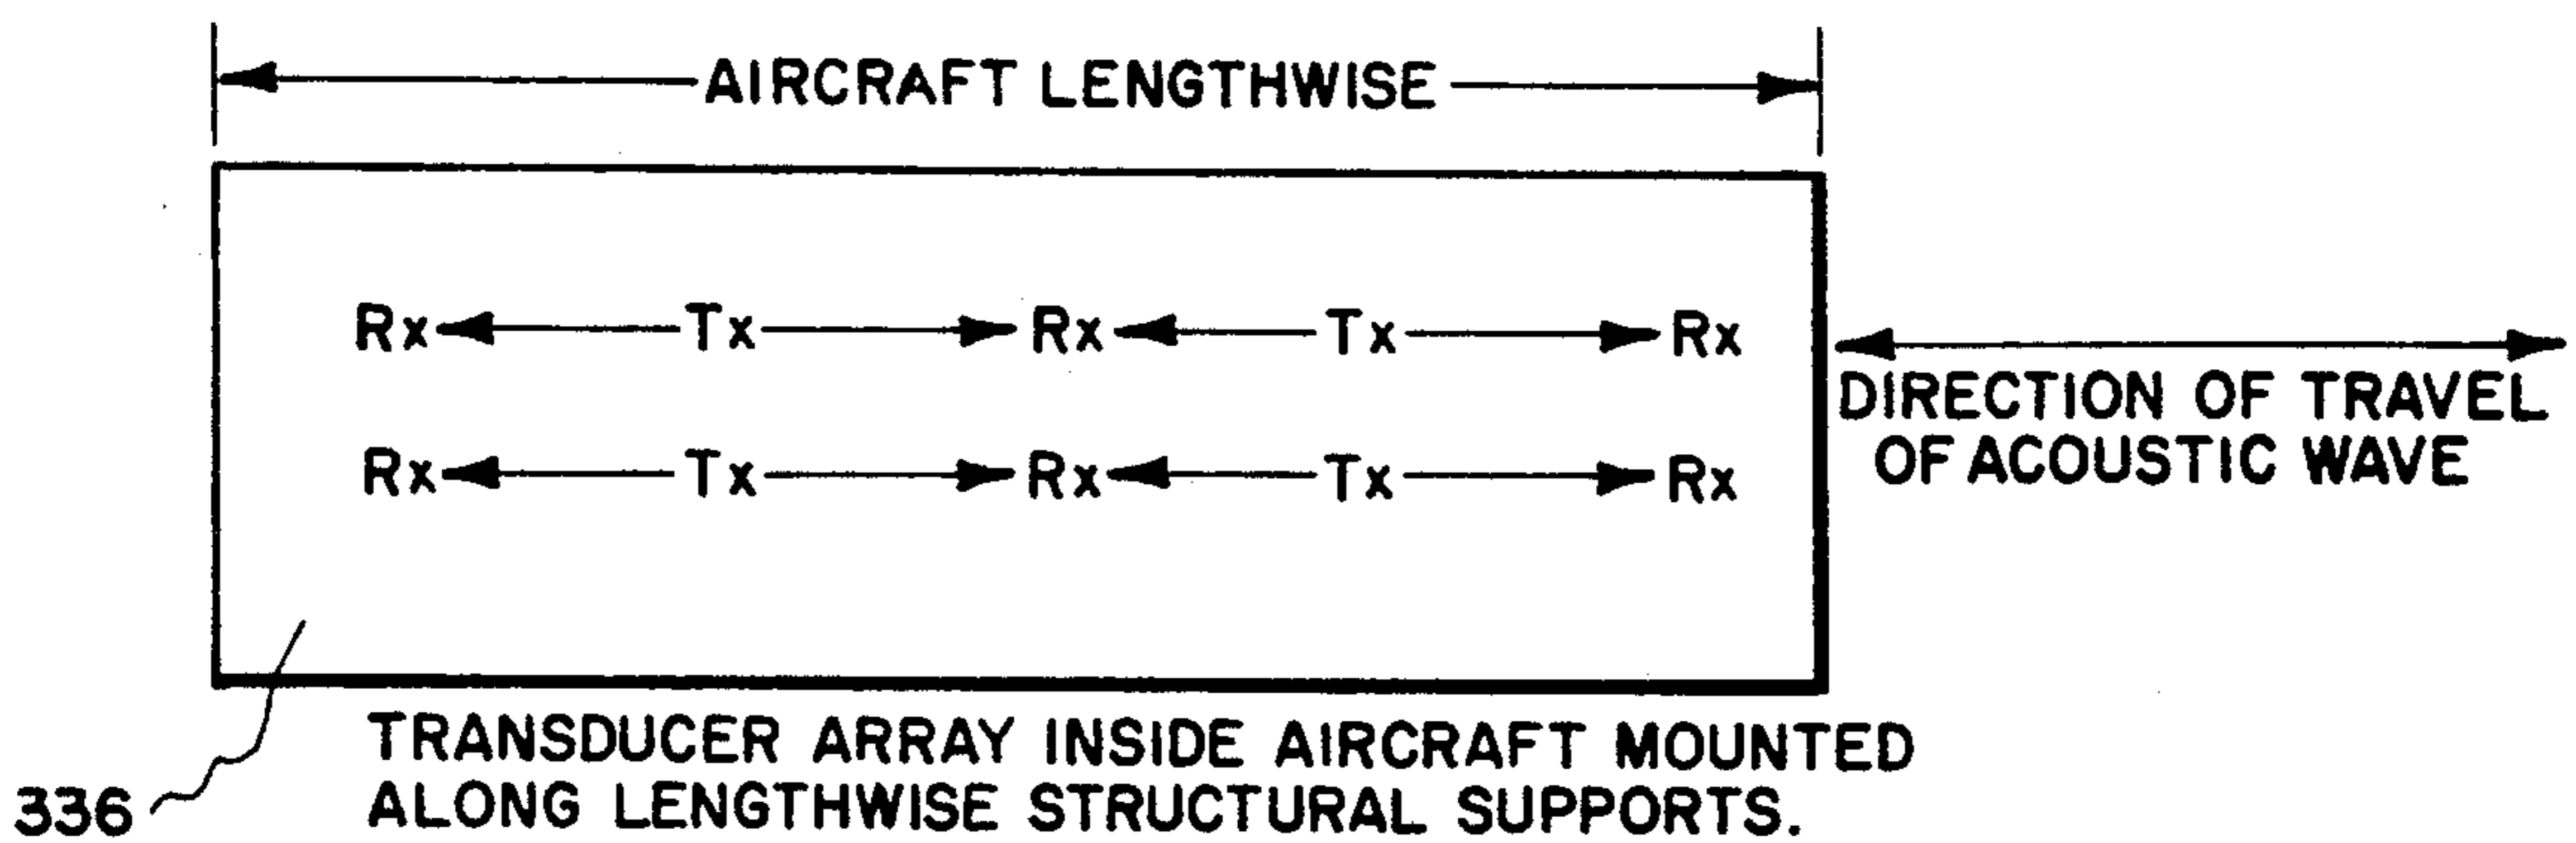 AIRCRAFT LENGTHWISE
Rx Tx Rx Tx Rx
Rx Tx Rx Tx Rx
DIRECTION OF TRAVEL
OF ACOUSTIC WAVE
TRANSDUCER ARRAY INSIDE AIRCRAFT MOUNTED
ALONG LENGTHWISE STRUCTURAL SUPPORTS.
336